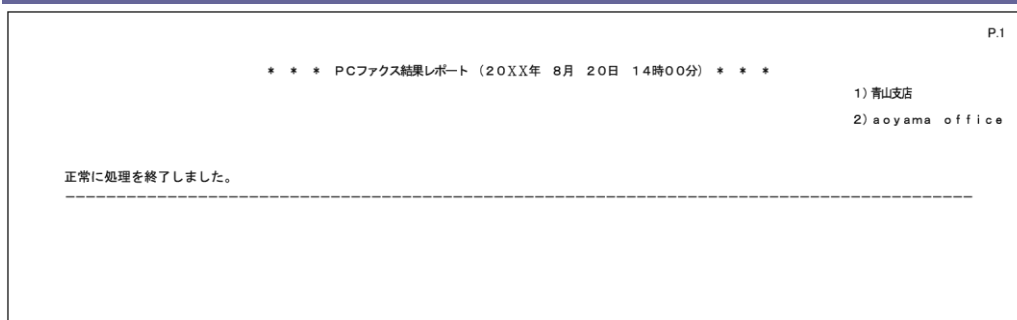 P.1
* * * PCファクス結果レポート (20XX年 8月 20日 14時00分) * * *
1) 青山支店
2) aoyama office
正常に処理を終了しました。